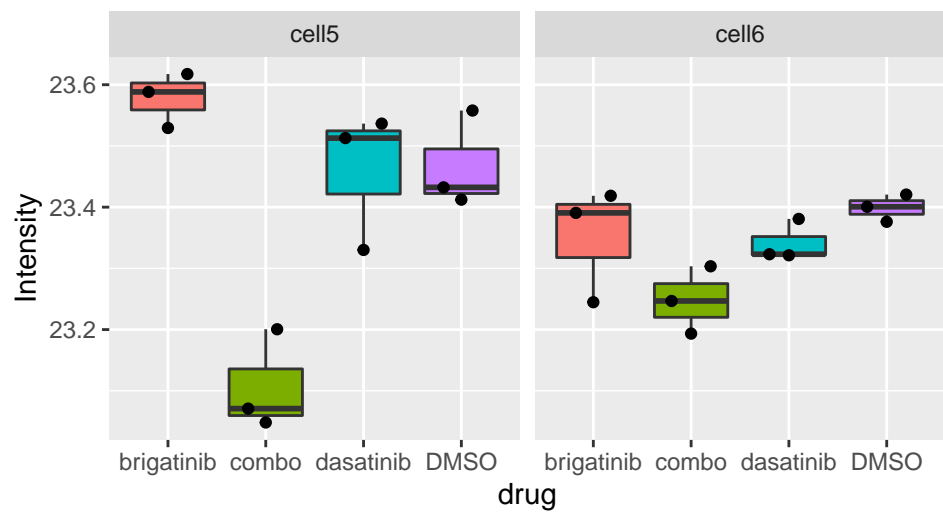 cell5 cell6
Intensity
23.6
23.4
23.2
brigatinib combo dasatinib DMSO brigatinib combo dasatinib DMSO
drug